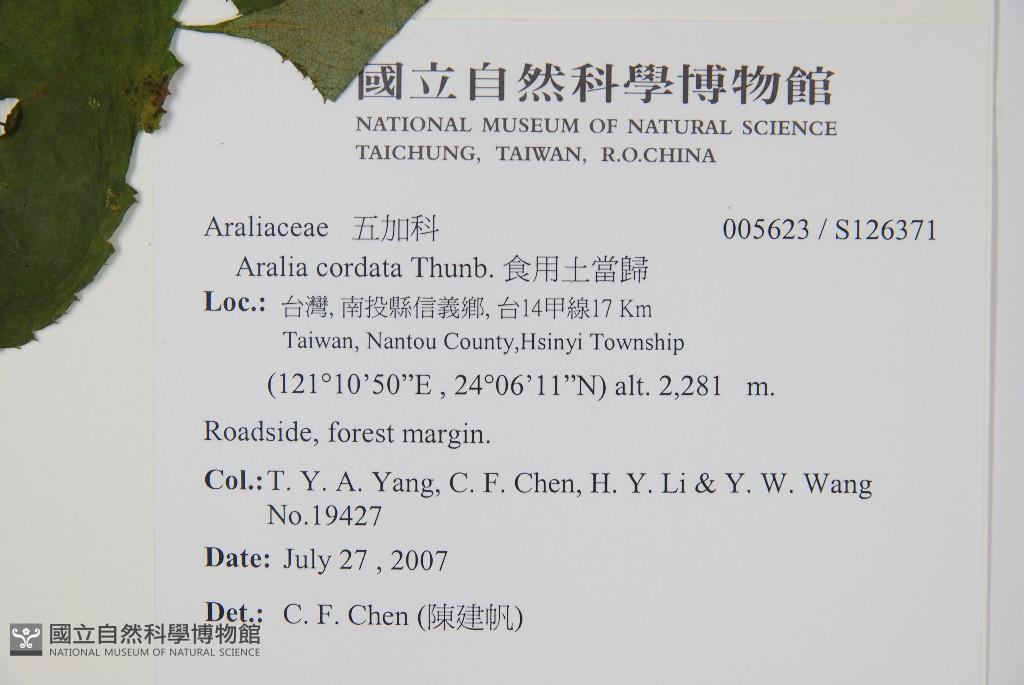 國立自然科學博物館
NATIONAL MUSEUM OF NATURAL SCIENCE
TAICHUNG, TAIWAN, R.O.CHINA
Araliaceae 五加科 005623 / S126371
Aralia cordata Thunb. 食用土當歸
Loc.: 台灣, 南投縣信義鄉, 台14甲線17 Km
Taiwan, Nantou County,Hsinyi Township
(121°10’50”E , 24°06’11”N) alt. 2,281 m.
Roadside, forest margin.
Col.: T. Y. A. Yang, C. F. Chen, H. Y. Li & Y. W. Wang
No.19427
Date: July 27 , 2007
Det.: C. F. Chen (陳建帆)
國立自然科學博物館
NATIONAL MUSEUM OF NATURAL SCIENCE